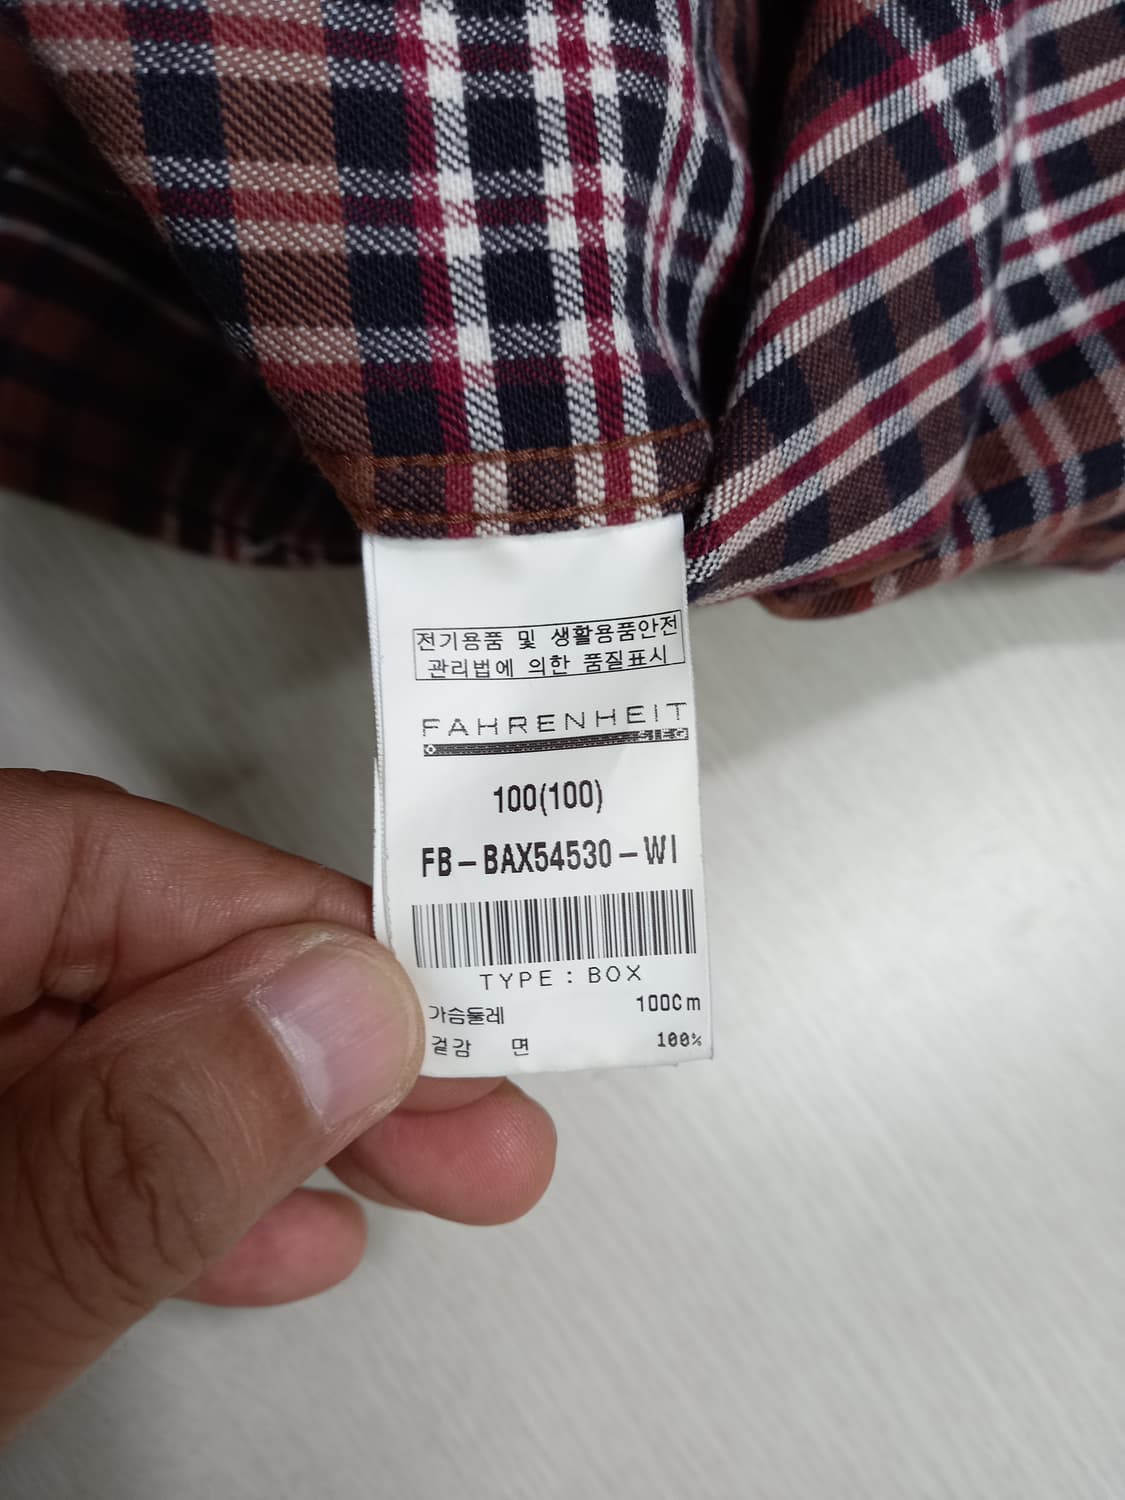 전기용품 및 생활용품안전
관리법에 의한 품질표시
FAHRENHEIT
SIEG
100(100)
FB-BAX54530-WI
TYPE : BOX
가슴둘레 100Cm
겉감 면 100%